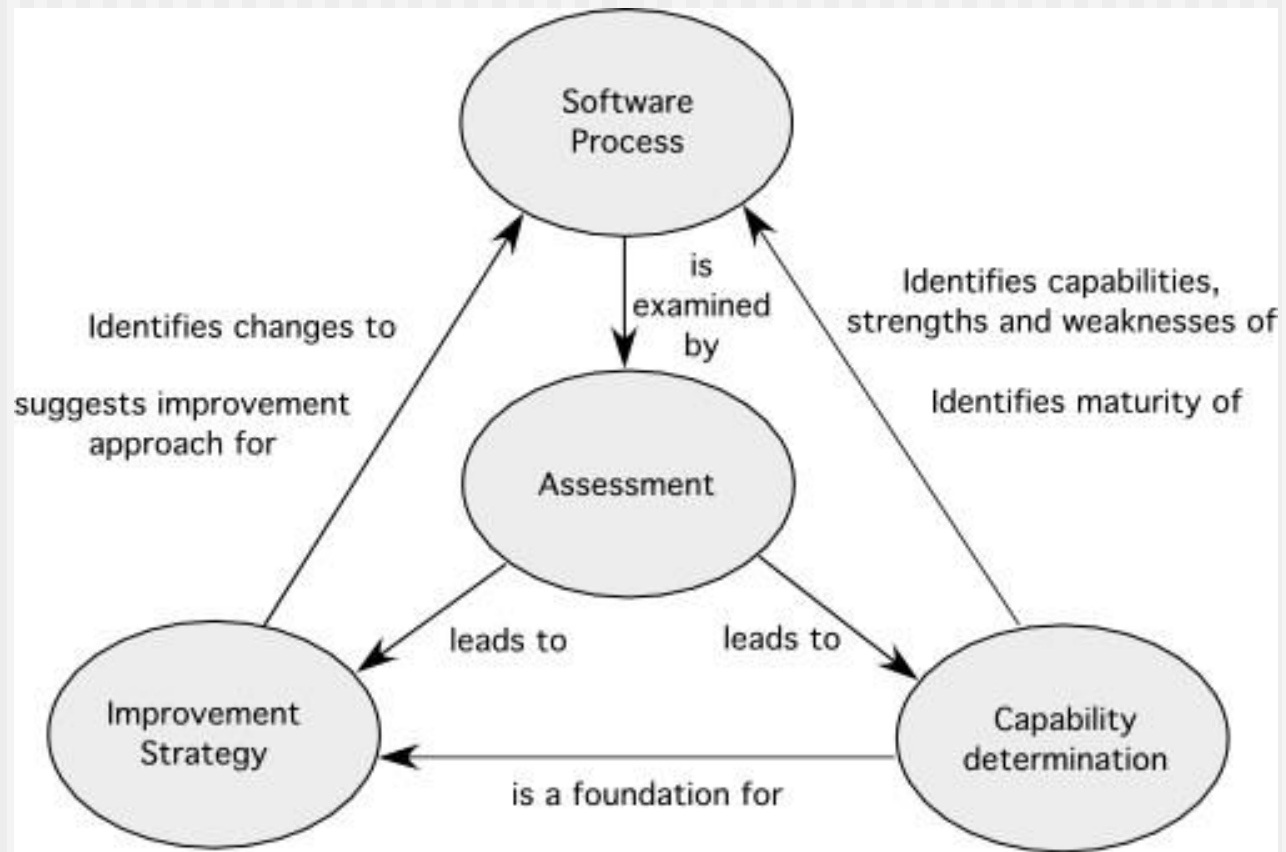 Software
Process
is
examined
by
Identifies changes to
suggests improvement
approach for
Identifies capabilities,
strengths and weaknesses of
Identifies maturity of
Assessment
leads to
leads to
Improvement
Strategy
Capability
determination
is a foundation for